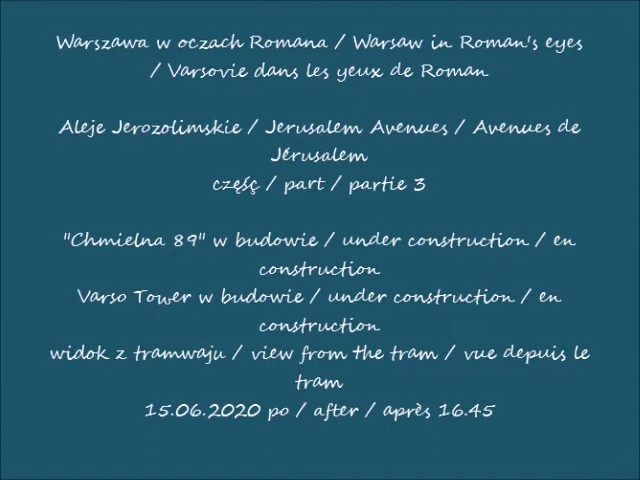 Warszawa w oczach Romana / Warsaw in Roman's eyes
/ Varsovie dans les yeux de Roman
Aleje Jerozolimskie / Jerusalem Avenues / Avenues de
Jérusalem
częśç / part / partie 3
"Chmielna 89" w budowie / under construction / en
construction
Varso Tower w budowie / under construction / en
construction
widok z tramwaju / view from the tram / vue depuis le
tram
15.06.2020 po / after / après 16.45